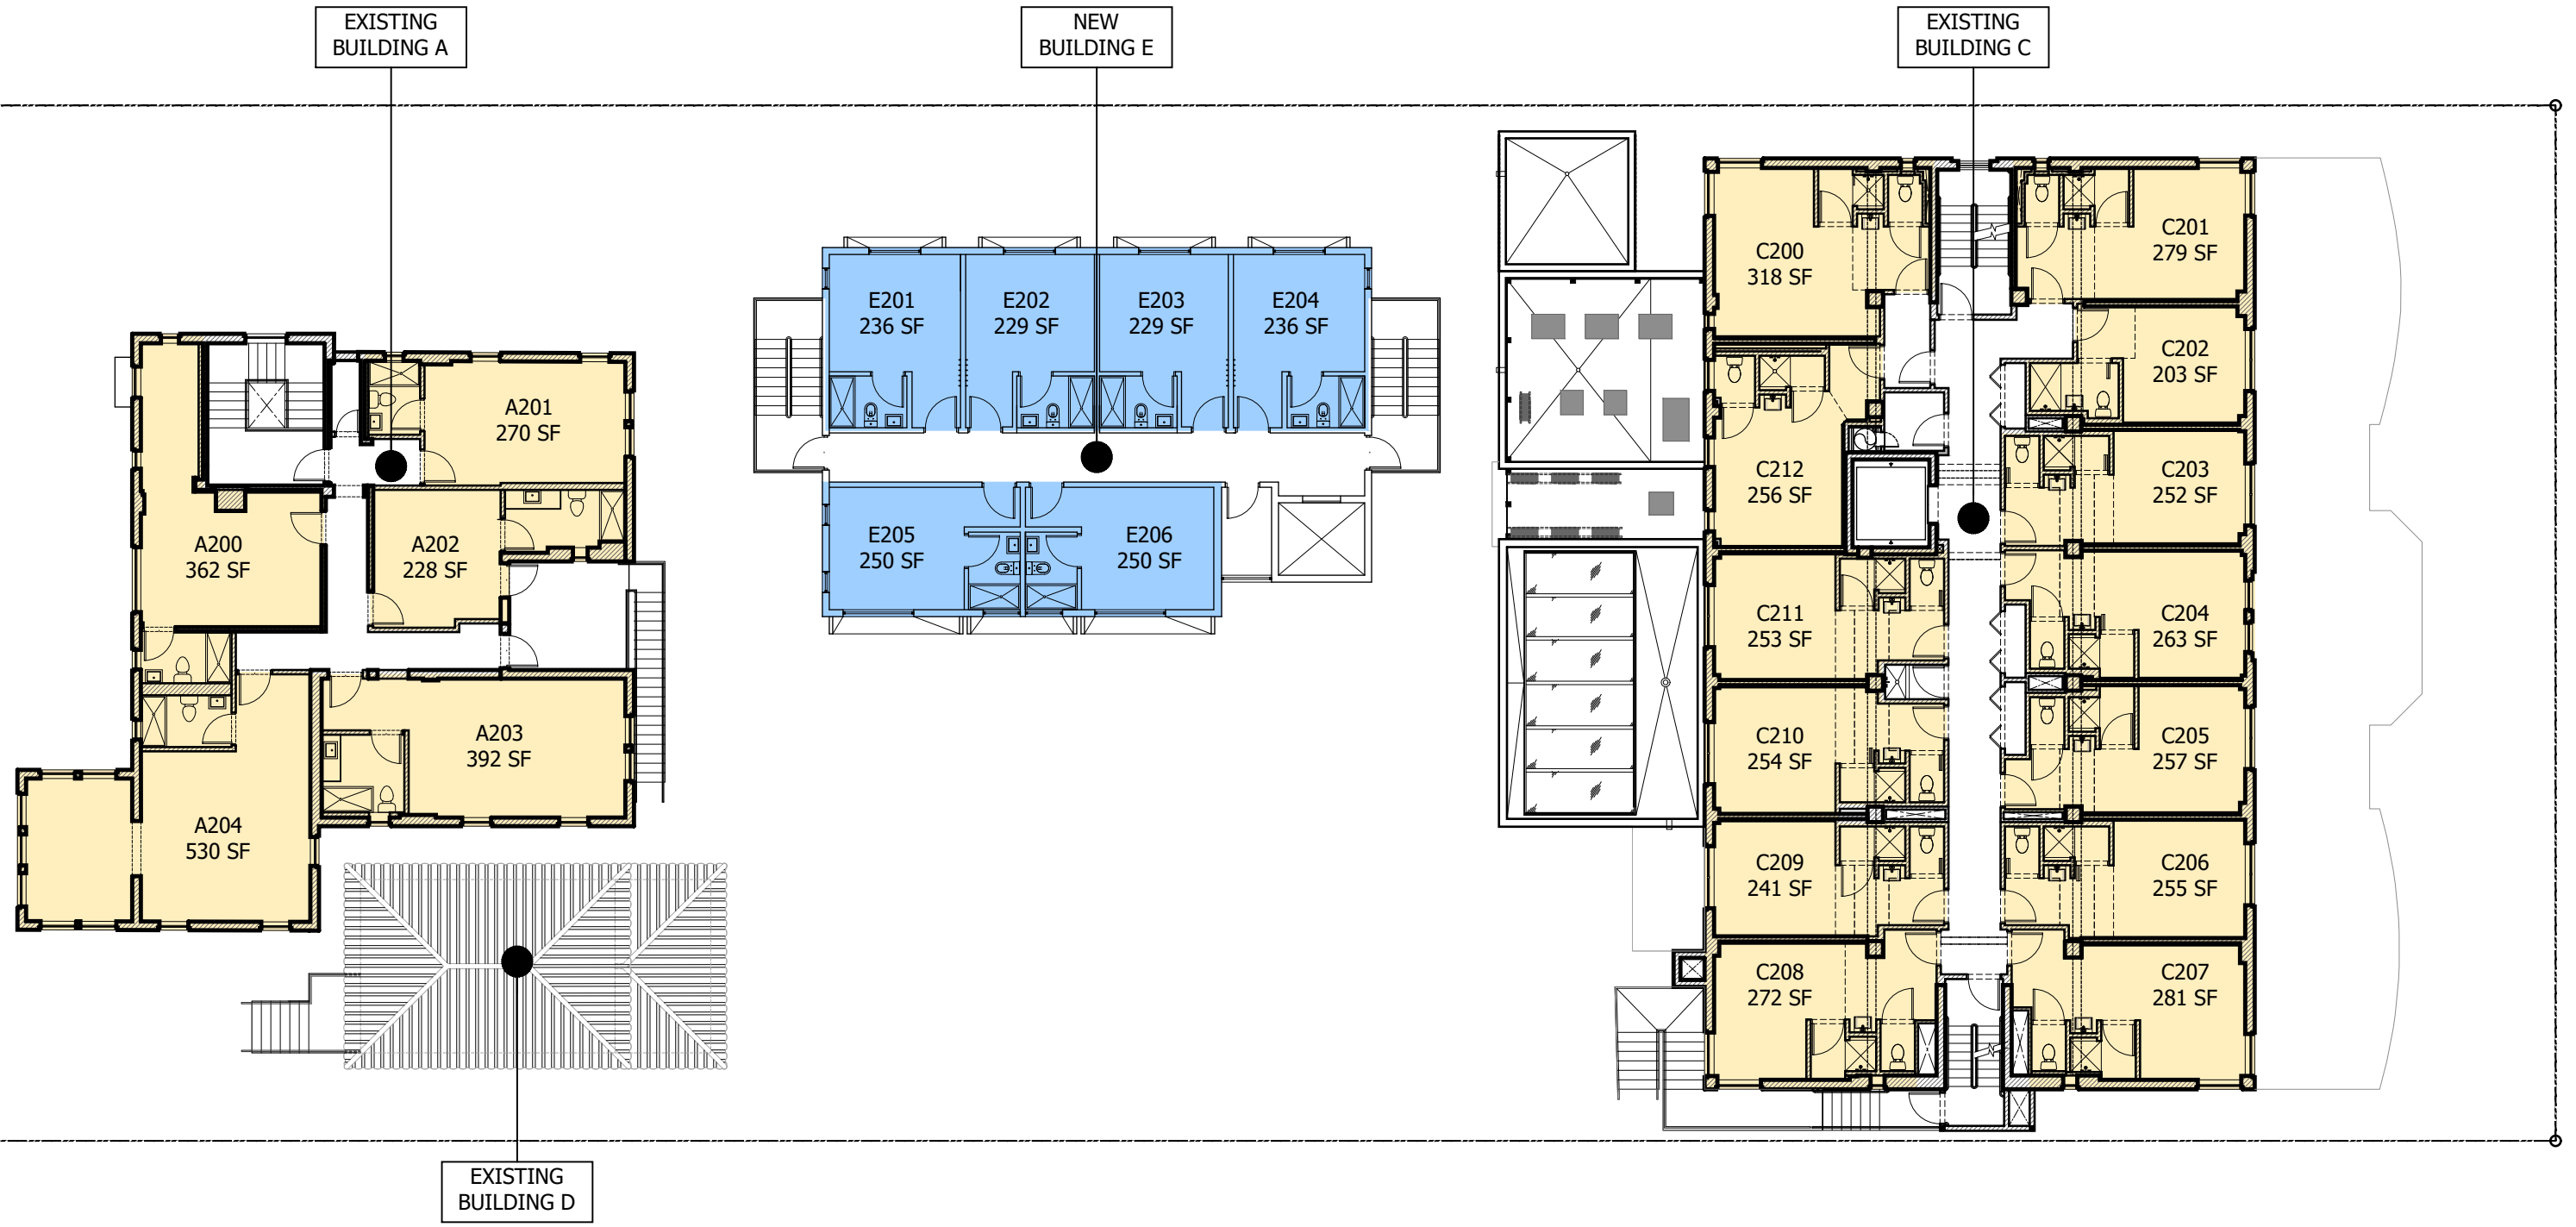 EXISTING
BUILDING A
NEW
BUILDING E
EXISTING
BUILDING C
A201
270 SF
A200
362 SF
A202
228 SF
A203
392 SF
A204
530 SF
E201
236 SF
E202
229 SF
E203
229 SF
E204
236 SF
E205
250 SF
E206
250 SF
C200
318 SF
C201
279 SF
C202
203 SF
C212
256 SF
C203
252 SF
C211
253 SF
C204
263 SF
C210
254 SF
C205
257 SF
C209
241 SF
C206
255 SF
C208
272 SF
C207
281 SF
EXISTING
BUILDING D